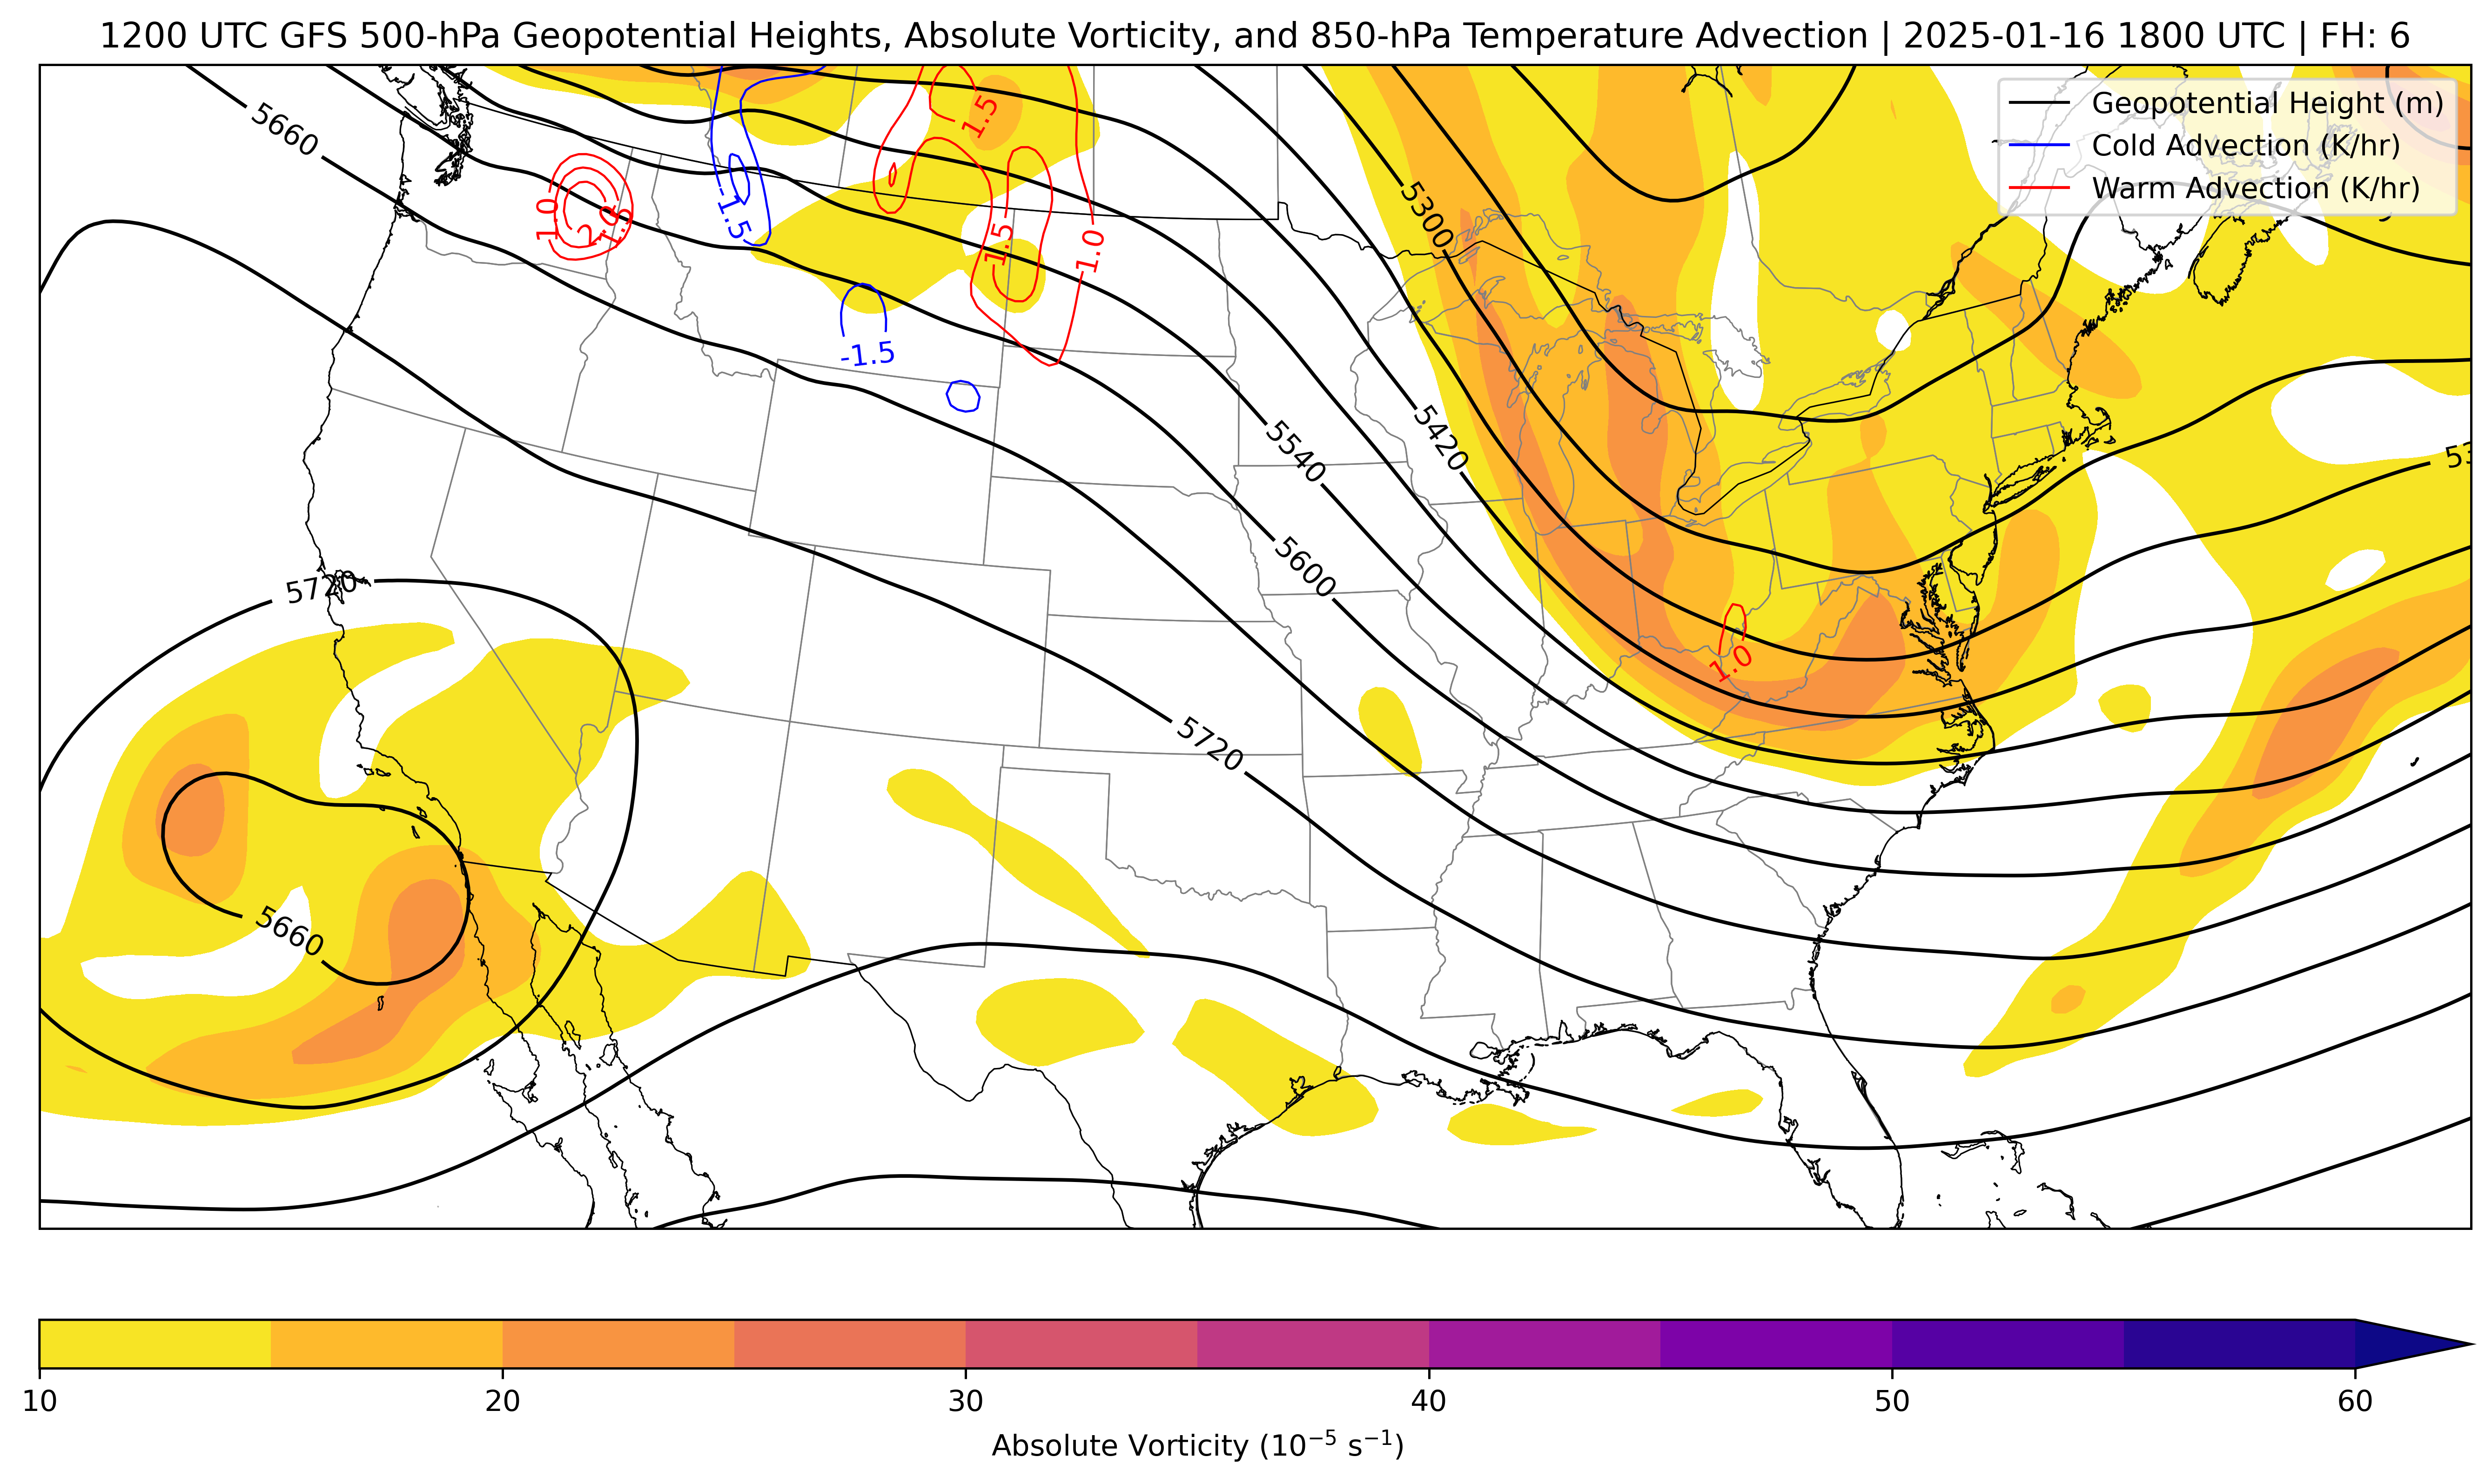 1200 UTC GFS 500-hPa Geopotential Heights, Absolute Vorticity, and 850-hPa Temperature Advection | 2025-01-16 1800 UTC | FH: 6
Geopotential Height (m)
Cold Advection (K/hr)
Warm Advection (K/hr)
5660
1.5
1.0
-1.5
1.5
1.0
5300
-1.5
5420
5540
5600
5720
1.0
5720
5660
10 20 30 40 50 60
Absolute Vorticity (10⁻⁵ s⁻¹)